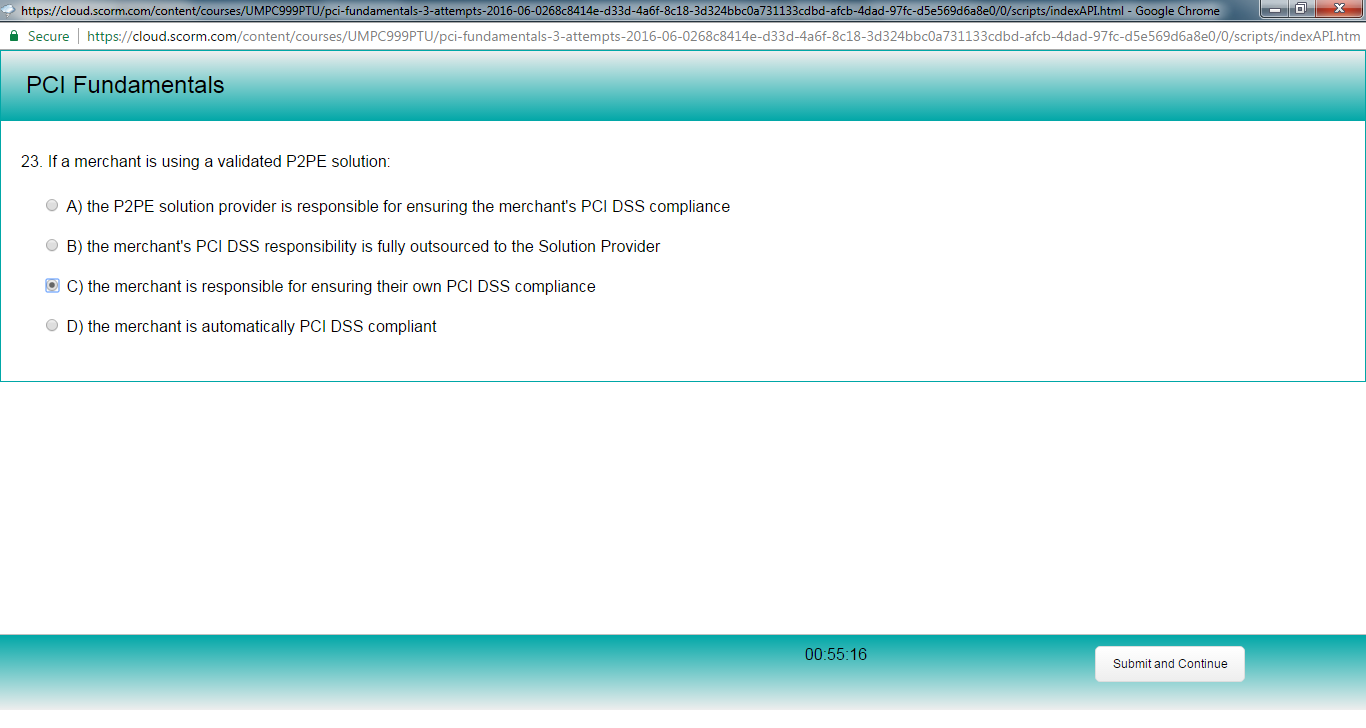 https://cloud.scorm.com/content/courses/UMPC999PTU/pci-fundamentals-3-attempts-2016-06-0268c8414e-d33d-4a6f-8c18-3d324bbc0a731133cdbd-afcb-4dad-97fc-d5e569d6a8e0/0/scripts/indexAPI.html - Google Chrome
Secure https://cloud.scorm.com/content/courses/UMPC999PTU/pci-fundamentals-3-attempts-2016-06-0268c8414e-d33d-4a6f-8c18-3d324bbc0a731133cdbd-afcb-4dad-97fc-d5e569d6a8e0/0/scripts/indexAPI.htm
PCI Fundamentals
23. If a merchant is using a validated P2PE solution:
A) the P2PE solution provider is responsible for ensuring the merchant's PCI DSS compliance
B) the merchant's PCI DSS responsibility is fully outsourced to the Solution Provider
C) the merchant is responsible for ensuring their own PCI DSS compliance
D) the merchant is automatically PCI DSS compliant
00:55:16
Submit and Continue